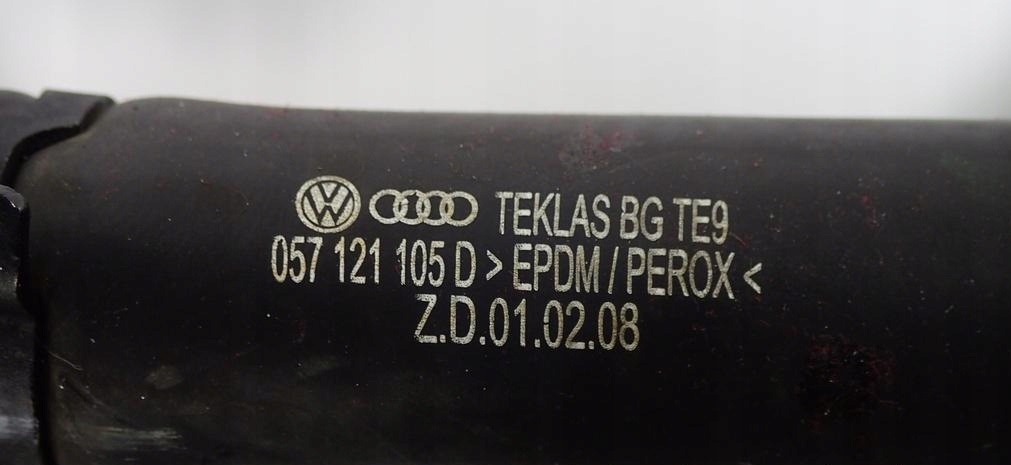 TEKLAS BG TE9
057 121 105 D > EPDM / PEROX <
Z.D.01.02.08